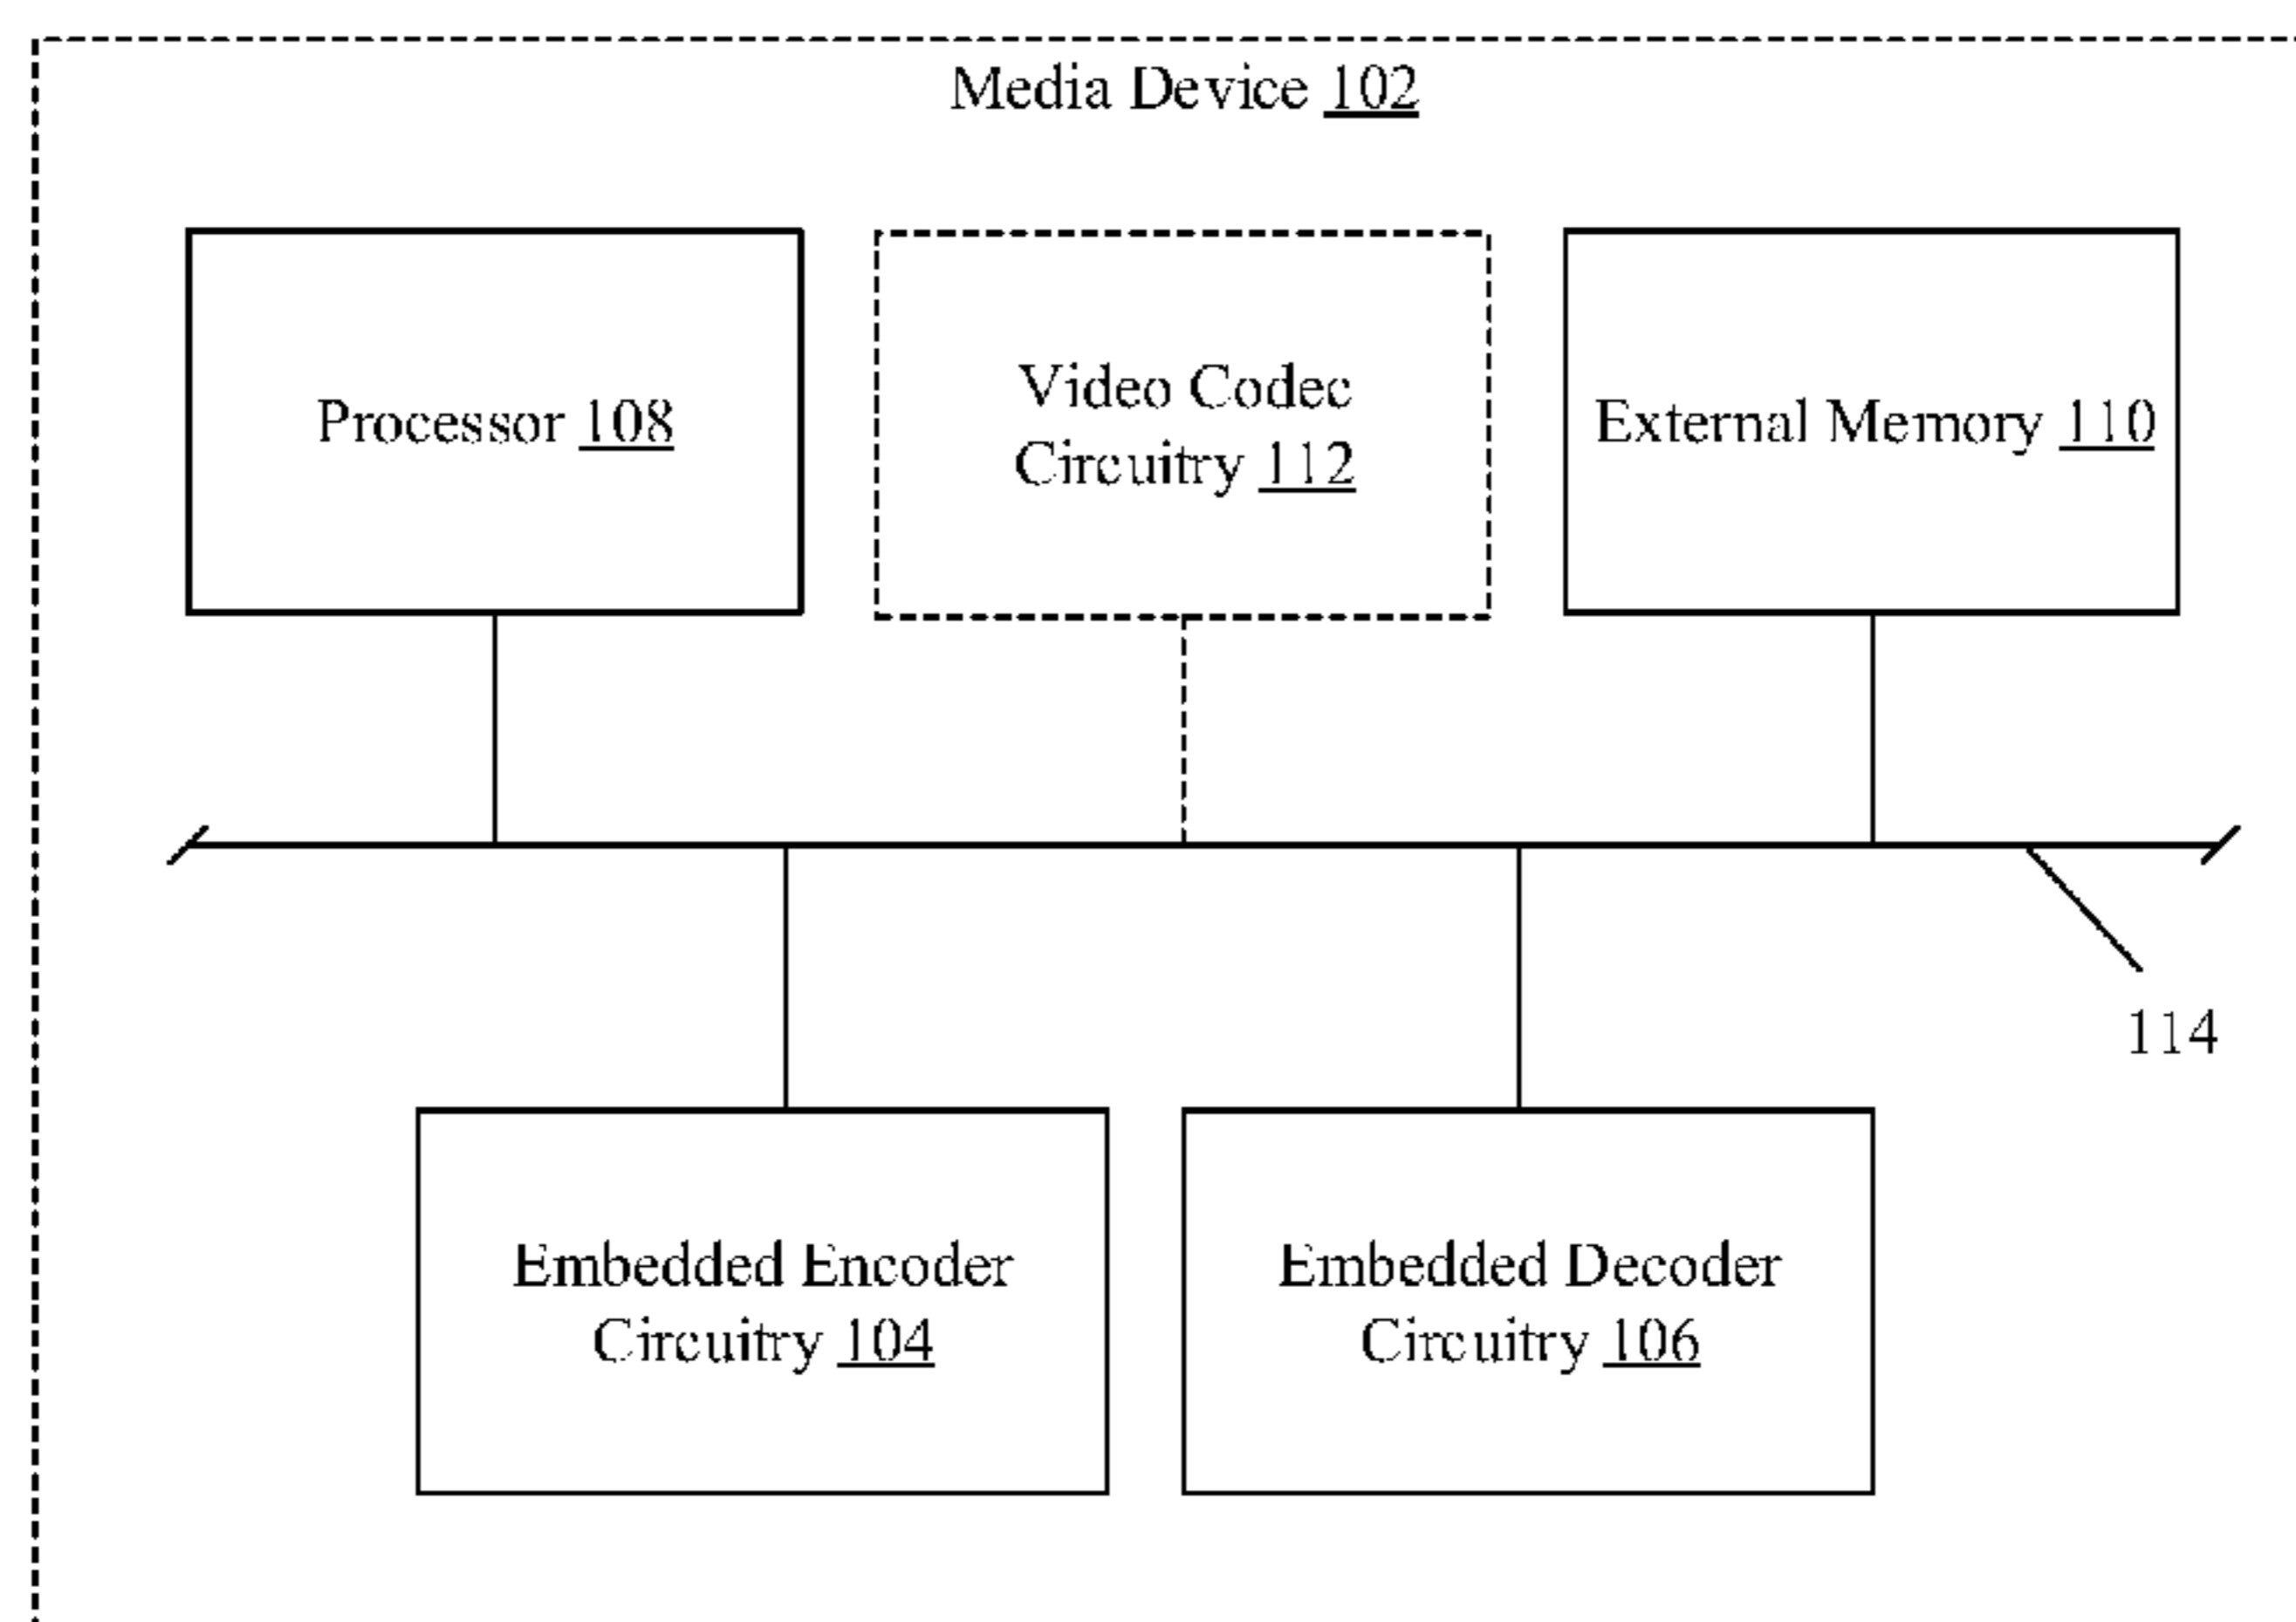 Media Device 102
Processor 108
Video Codec
Circuitry 112
External Memory 110
114
Embedded Encoder
Circuitry 104
Embedded Decoder
Circuitry 106